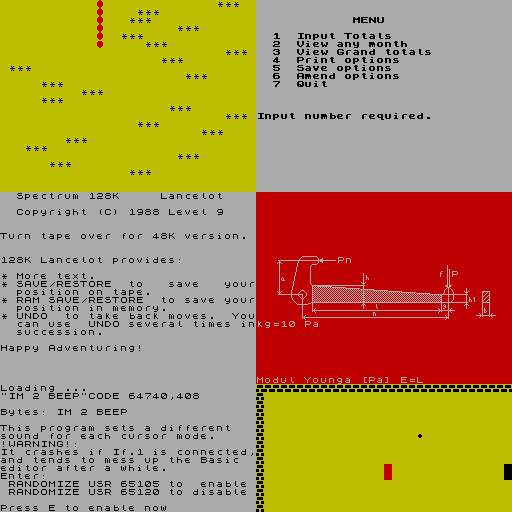 *** 
MENU
1 Input Totals
2 View any month
3 View Grand totals
4 Print options
5 Save options
6 Amend options
7 Quit
Input number required.
Spectrum 128K Lancelot
Copyright (C) 1988 Level 9
Turn tape over for 48K version.
128K Lancelot provides:
* More text.
* SAVE/RESTORE to save your
position on tape.
* RAM SAVE/RESTORE to save your
position in memory.
* UNDO to take back moves. You
can use UNDO several times in
succession.
Happy Adventuring!
Pn
a
h
f
P
h1
l
n
b
kg=10 Pa
Modul Younga [Pa] E=L
Loading ...
"IM 2 BEEP"CODE 64740,408
Bytes: IM 2 BEEP
This program sets a different
sound for each cursor mode.
!WARNING!:
It crashes if If.1 is connected,
and tends to mess up the Basic
editor after a while.
Enter:
RANDOMIZE USR 65105 to enable
RANDOMIZE USR 65120 to disable
Press E to enable now